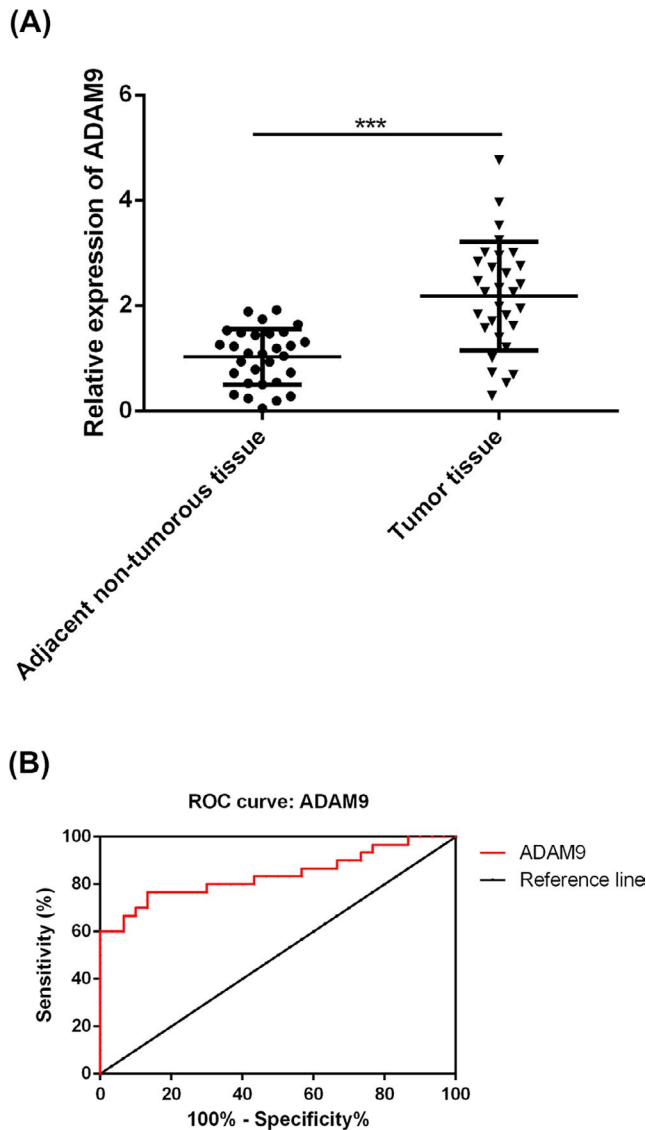 (A)
Relative expression of ADAM9
6
4
2
0
***
Adjacent non-tumorous tissue
Tumor tissue
(B)
ROC curve: ADAM9
Sensitivity (%)
100
80
60
40
20
0
0 20 40 60 80 100
100% - Specificity%
ADAM9
Reference line